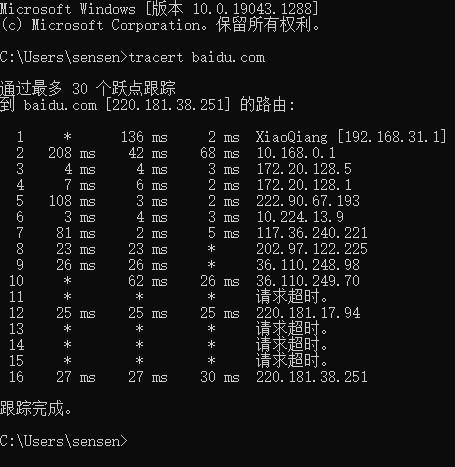 Microsoft Windows [版本 10.0.19043.1288]
(c) Microsoft Corporation。保留所有权利。
C:\Users\sensen>tracert baidu.com
通过最多 30 个跃点跟踪
到 baidu.com [220.181.38.251] 的路由:
1 * 136 ms 2 ms XiaoQiang [192.168.31.1]
2 208 ms 42 ms 68 ms 10.168.0.1
3 4 ms 4 ms 3 ms 172.20.128.5
4 7 ms 6 ms 2 ms 172.20.128.1
5 108 ms 3 ms 2 ms 222.90.67.193
6 3 ms 4 ms 3 ms 10.224.13.9
7 81 ms 2 ms 5 ms 117.36.240.221
8 23 ms 23 ms * 202.97.122.225
9 26 ms 26 ms * 36.110.248.98
10 * 62 ms 26 ms 36.110.249.70
11 * * * 请求超时。
12 25 ms 25 ms 25 ms 220.181.17.94
13 * * * 请求超时。
14 * * * 请求超时。
15 * * * 请求超时。
16 27 ms 27 ms 30 ms 220.181.38.251
跟踪完成。
C:\Users\sensen>